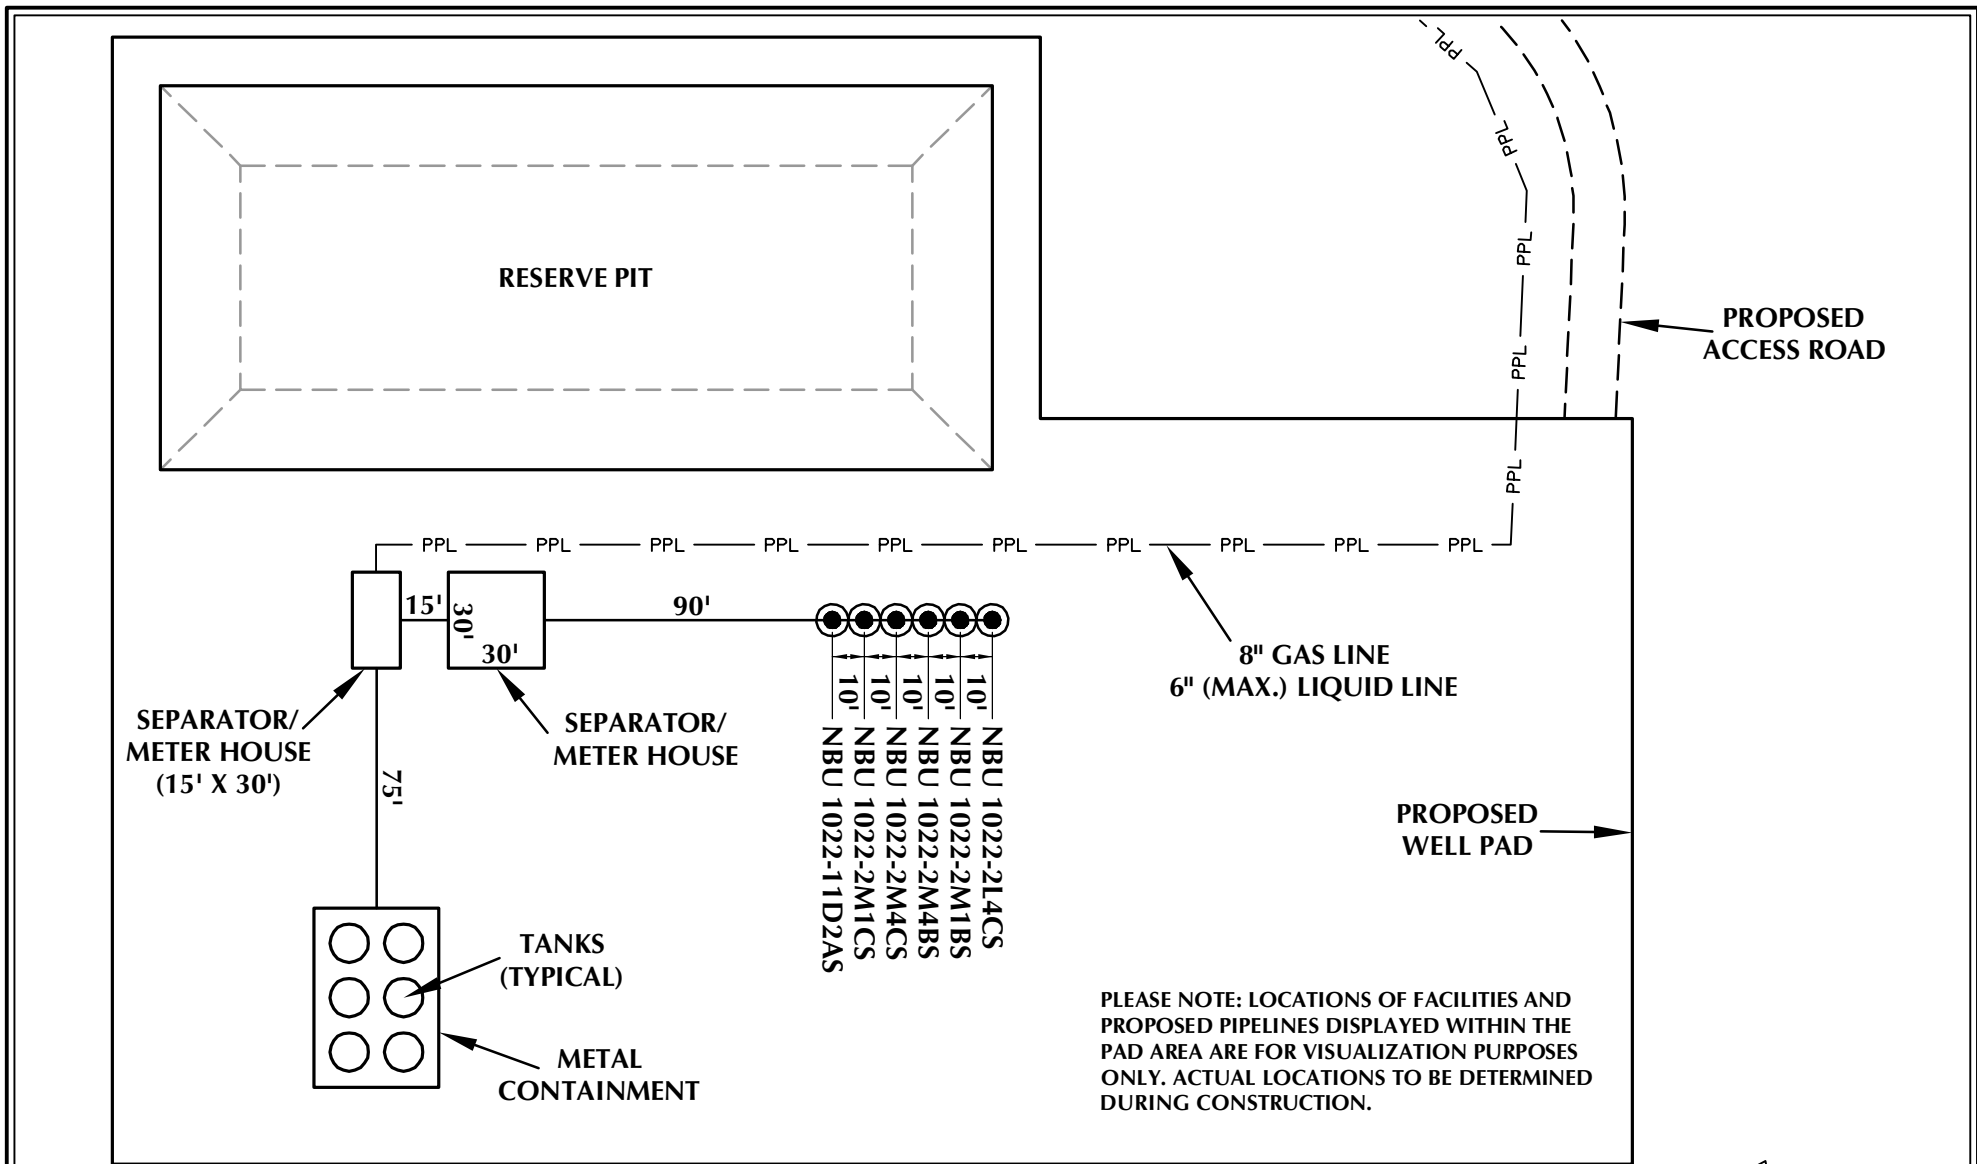 PPL
PPL
PPL
PPL
PPL
RESERVE PIT
PROPOSED
ACCESS ROAD
PPL PPL PPL PPL PPL PPL PPL PPL PPL PPL
15'
30'
30'
90'
8" GAS LINE
6" (MAX.) LIQUID LINE
SEPARATOR/
METER HOUSE
(15' X 30')
SEPARATOR/
METER HOUSE
75'
10'
10'
10'
10'
10'
NBU 1022-11D2AS
NBU 1022-2M1CS
NBU 1022-2M4CS
NBU 1022-2M4BS
NBU 1022-2M1BS
NBU 1022-2L4CS
PROPOSED
WELL PAD
TANKS
(TYPICAL)
METAL
CONTAINMENT
PLEASE NOTE: LOCATIONS OF FACILITIES AND
PROPOSED PIPELINES DISPLAYED WITHIN THE
PAD AREA ARE FOR VISUALIZATION PURPOSES
ONLY. ACTUAL LOCATIONS TO BE DETERMINED
DURING CONSTRUCTION.